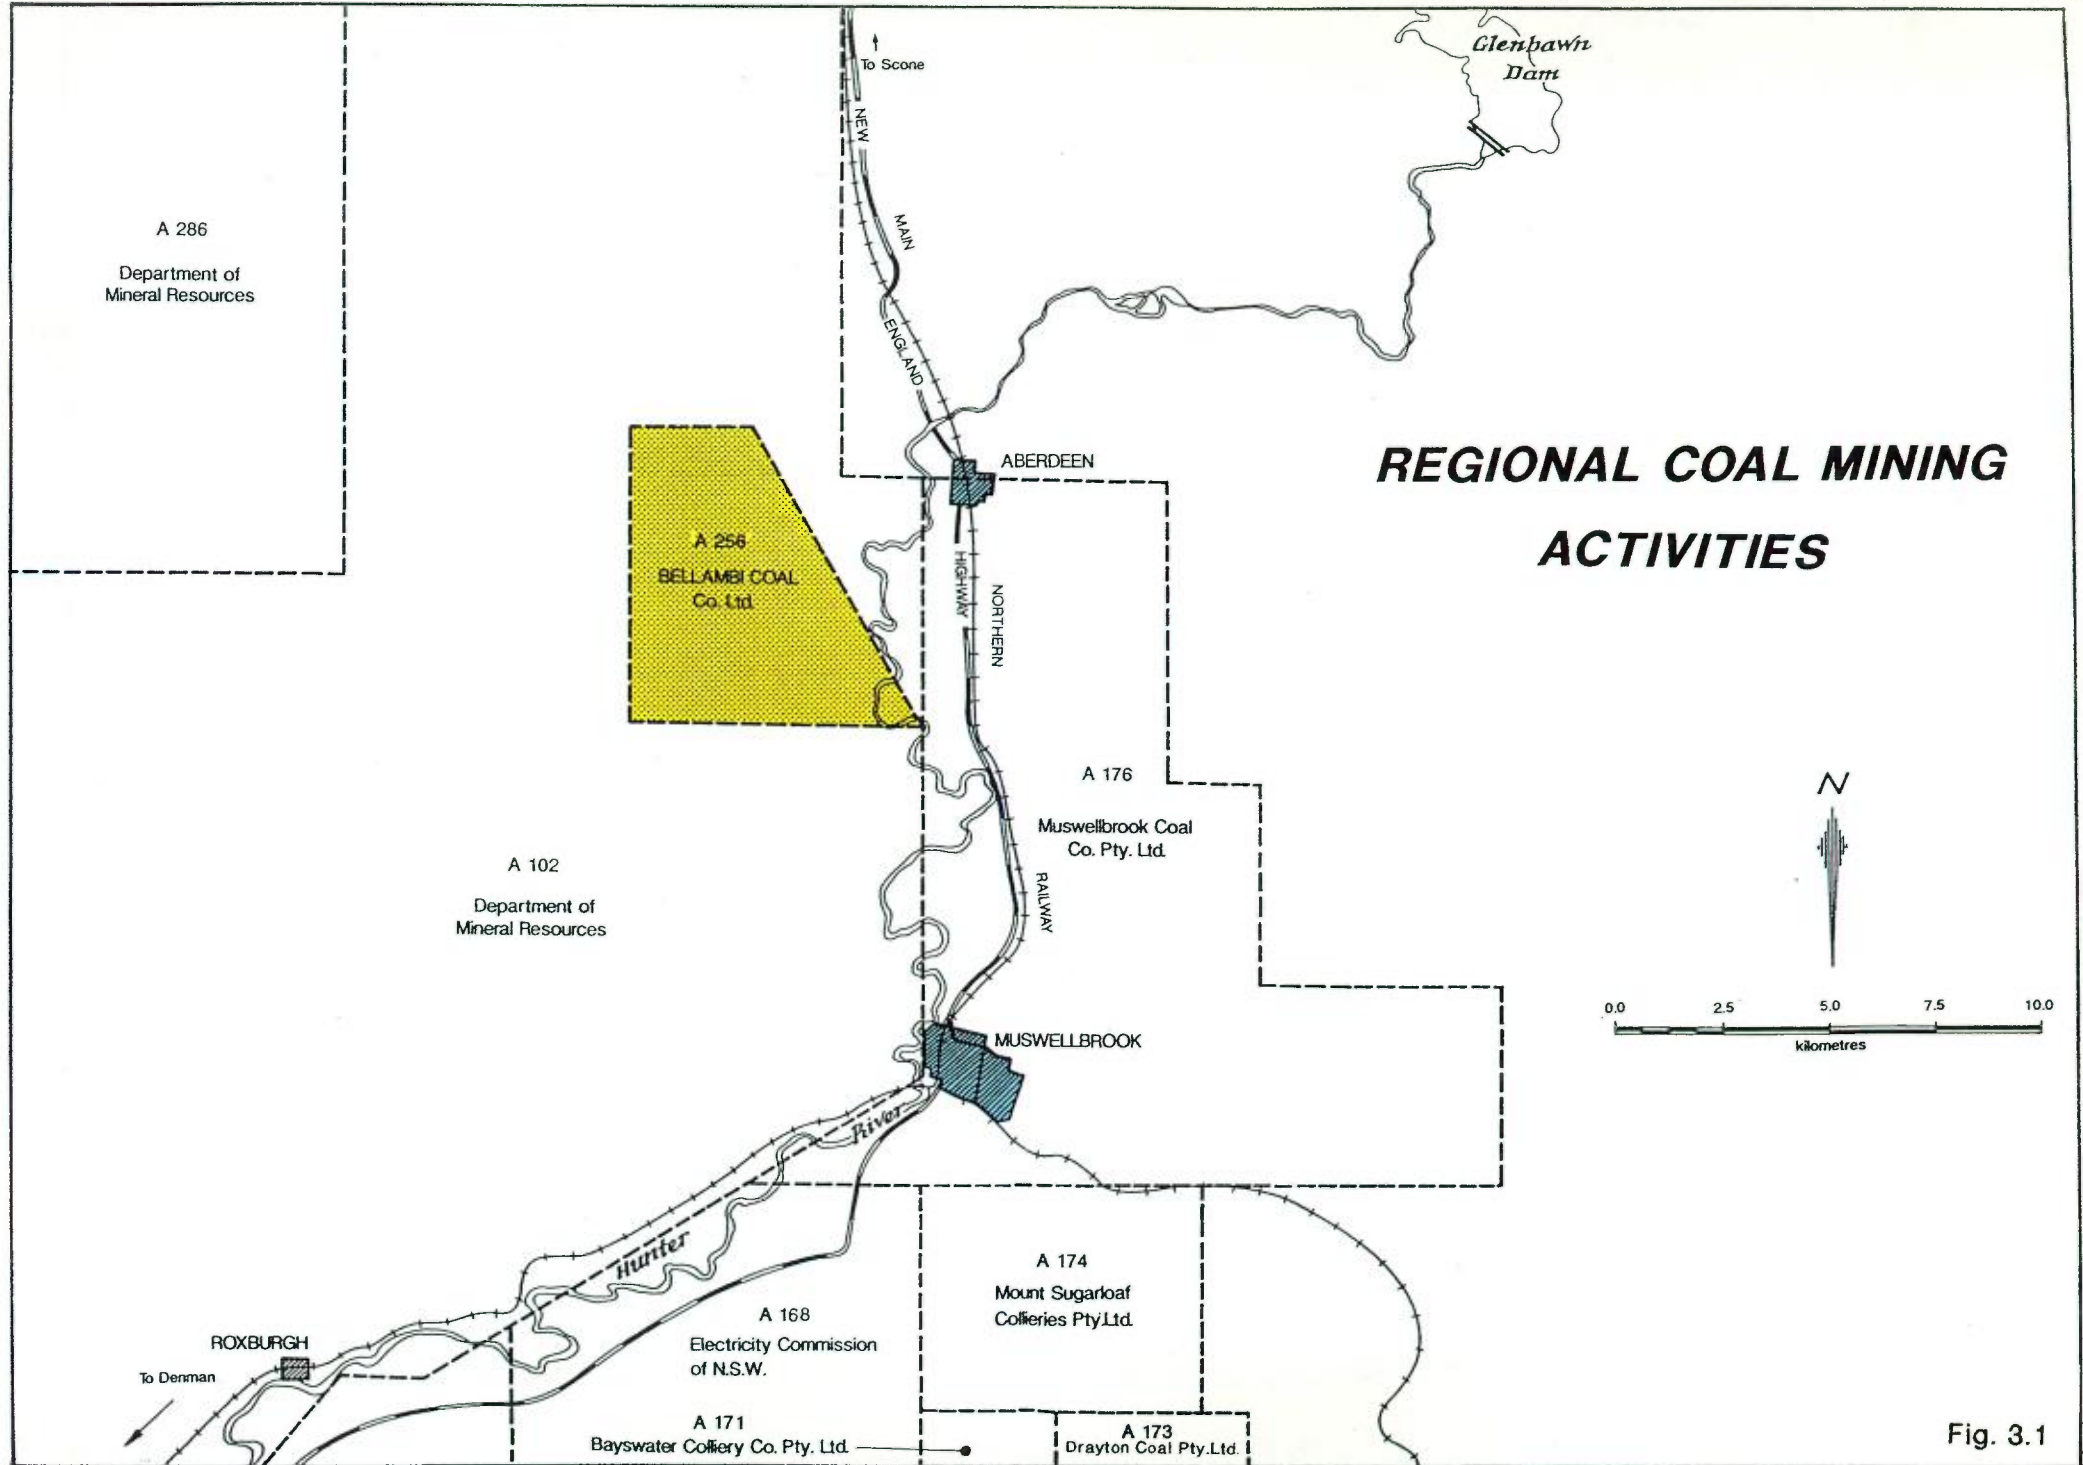 Glenbawn
Dam
To Scone
NEW
MAIN
ENGLAND
A 286
Department of
Mineral Resources
REGIONAL COAL MINING
ACTIVITIES
ABERDEEN
A 256
BELLAMBI COAL
Co. Ltd.
HIGHWAY
NORTHERN
A 176
Muswellbrook Coal
Co. Pty. Ltd.
RAILWAY
N
0.0 2.5 5.0 7.5 10.0
kilometres
A 102
Department of
Mineral Resources
MUSWELLBROOK
River
Hunter
A 174
Mount Sugarloaf
Collieries Pty.Ltd.
A 168
Electricity Commission
of N.S.W.
ROXBURGH
To Denman
A 171
Bayswater Colliery Co. Pty. Ltd.
A 173
Drayton Coal Pty.Ltd.
Fig. 3.1